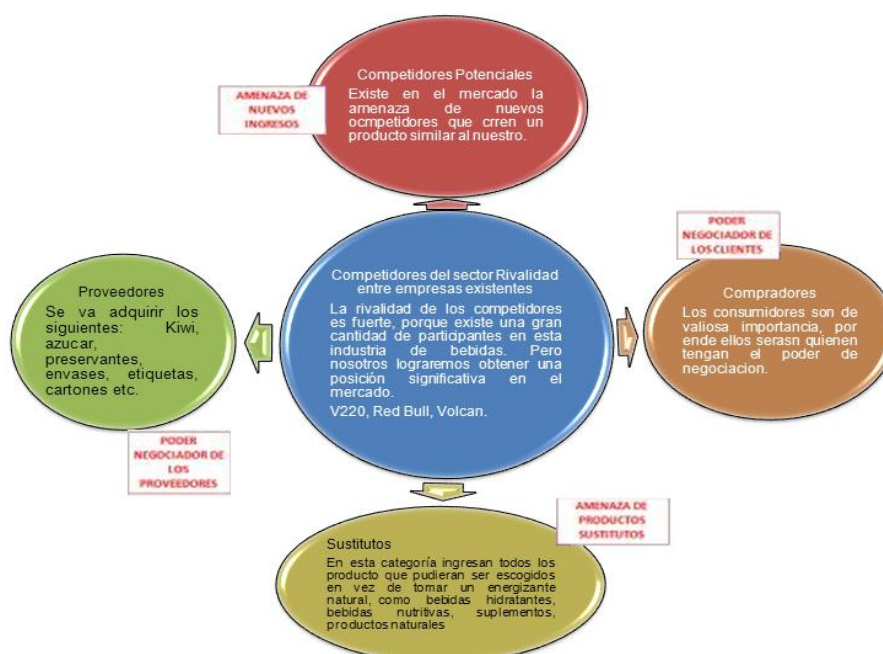 AMENAZA DE
NUEVOS
INGRESOS
Competidores Potenciales
Existe en el mercado la
amenaza de nuevos
ocmpetidores que crren un
producto similar al nuestro.
PODER
NEGOCIADOR DE
LOS CLIENTES
Proveedores
Se va adquirir los
siguientes: Kiwi,
azucar,
preservantes,
envases, etiquetas,
cartones etc.
Competidores del sector Rivalidad
entre empresas existentes
La rivalidad de los competidores
es fuerte, porque existe una gran
cantidad de participantes en esta
industria de bebidas. Pero
nosotros lograremos obtener una
posición significativa en el
mercado.
V220, Red Bull, Volcan.
Compradores
Los consumidores son de
valiosa importancia, por
ende ellos serasn quienen
tengan el poder de
negociacion.
PODER
NEGOCIADOR DE
LOS
PROVEEDORES
AMENAZA DE
PRODUCTOS
SUSTITUTOS
Sustitutos
En esta categoría ingresan todos los
producto que pudieran ser escogidos
en vez de tomar un energizante
natural, como bebidas hidratantes,
bebidas nutritivas, suplementos,
productos naturales